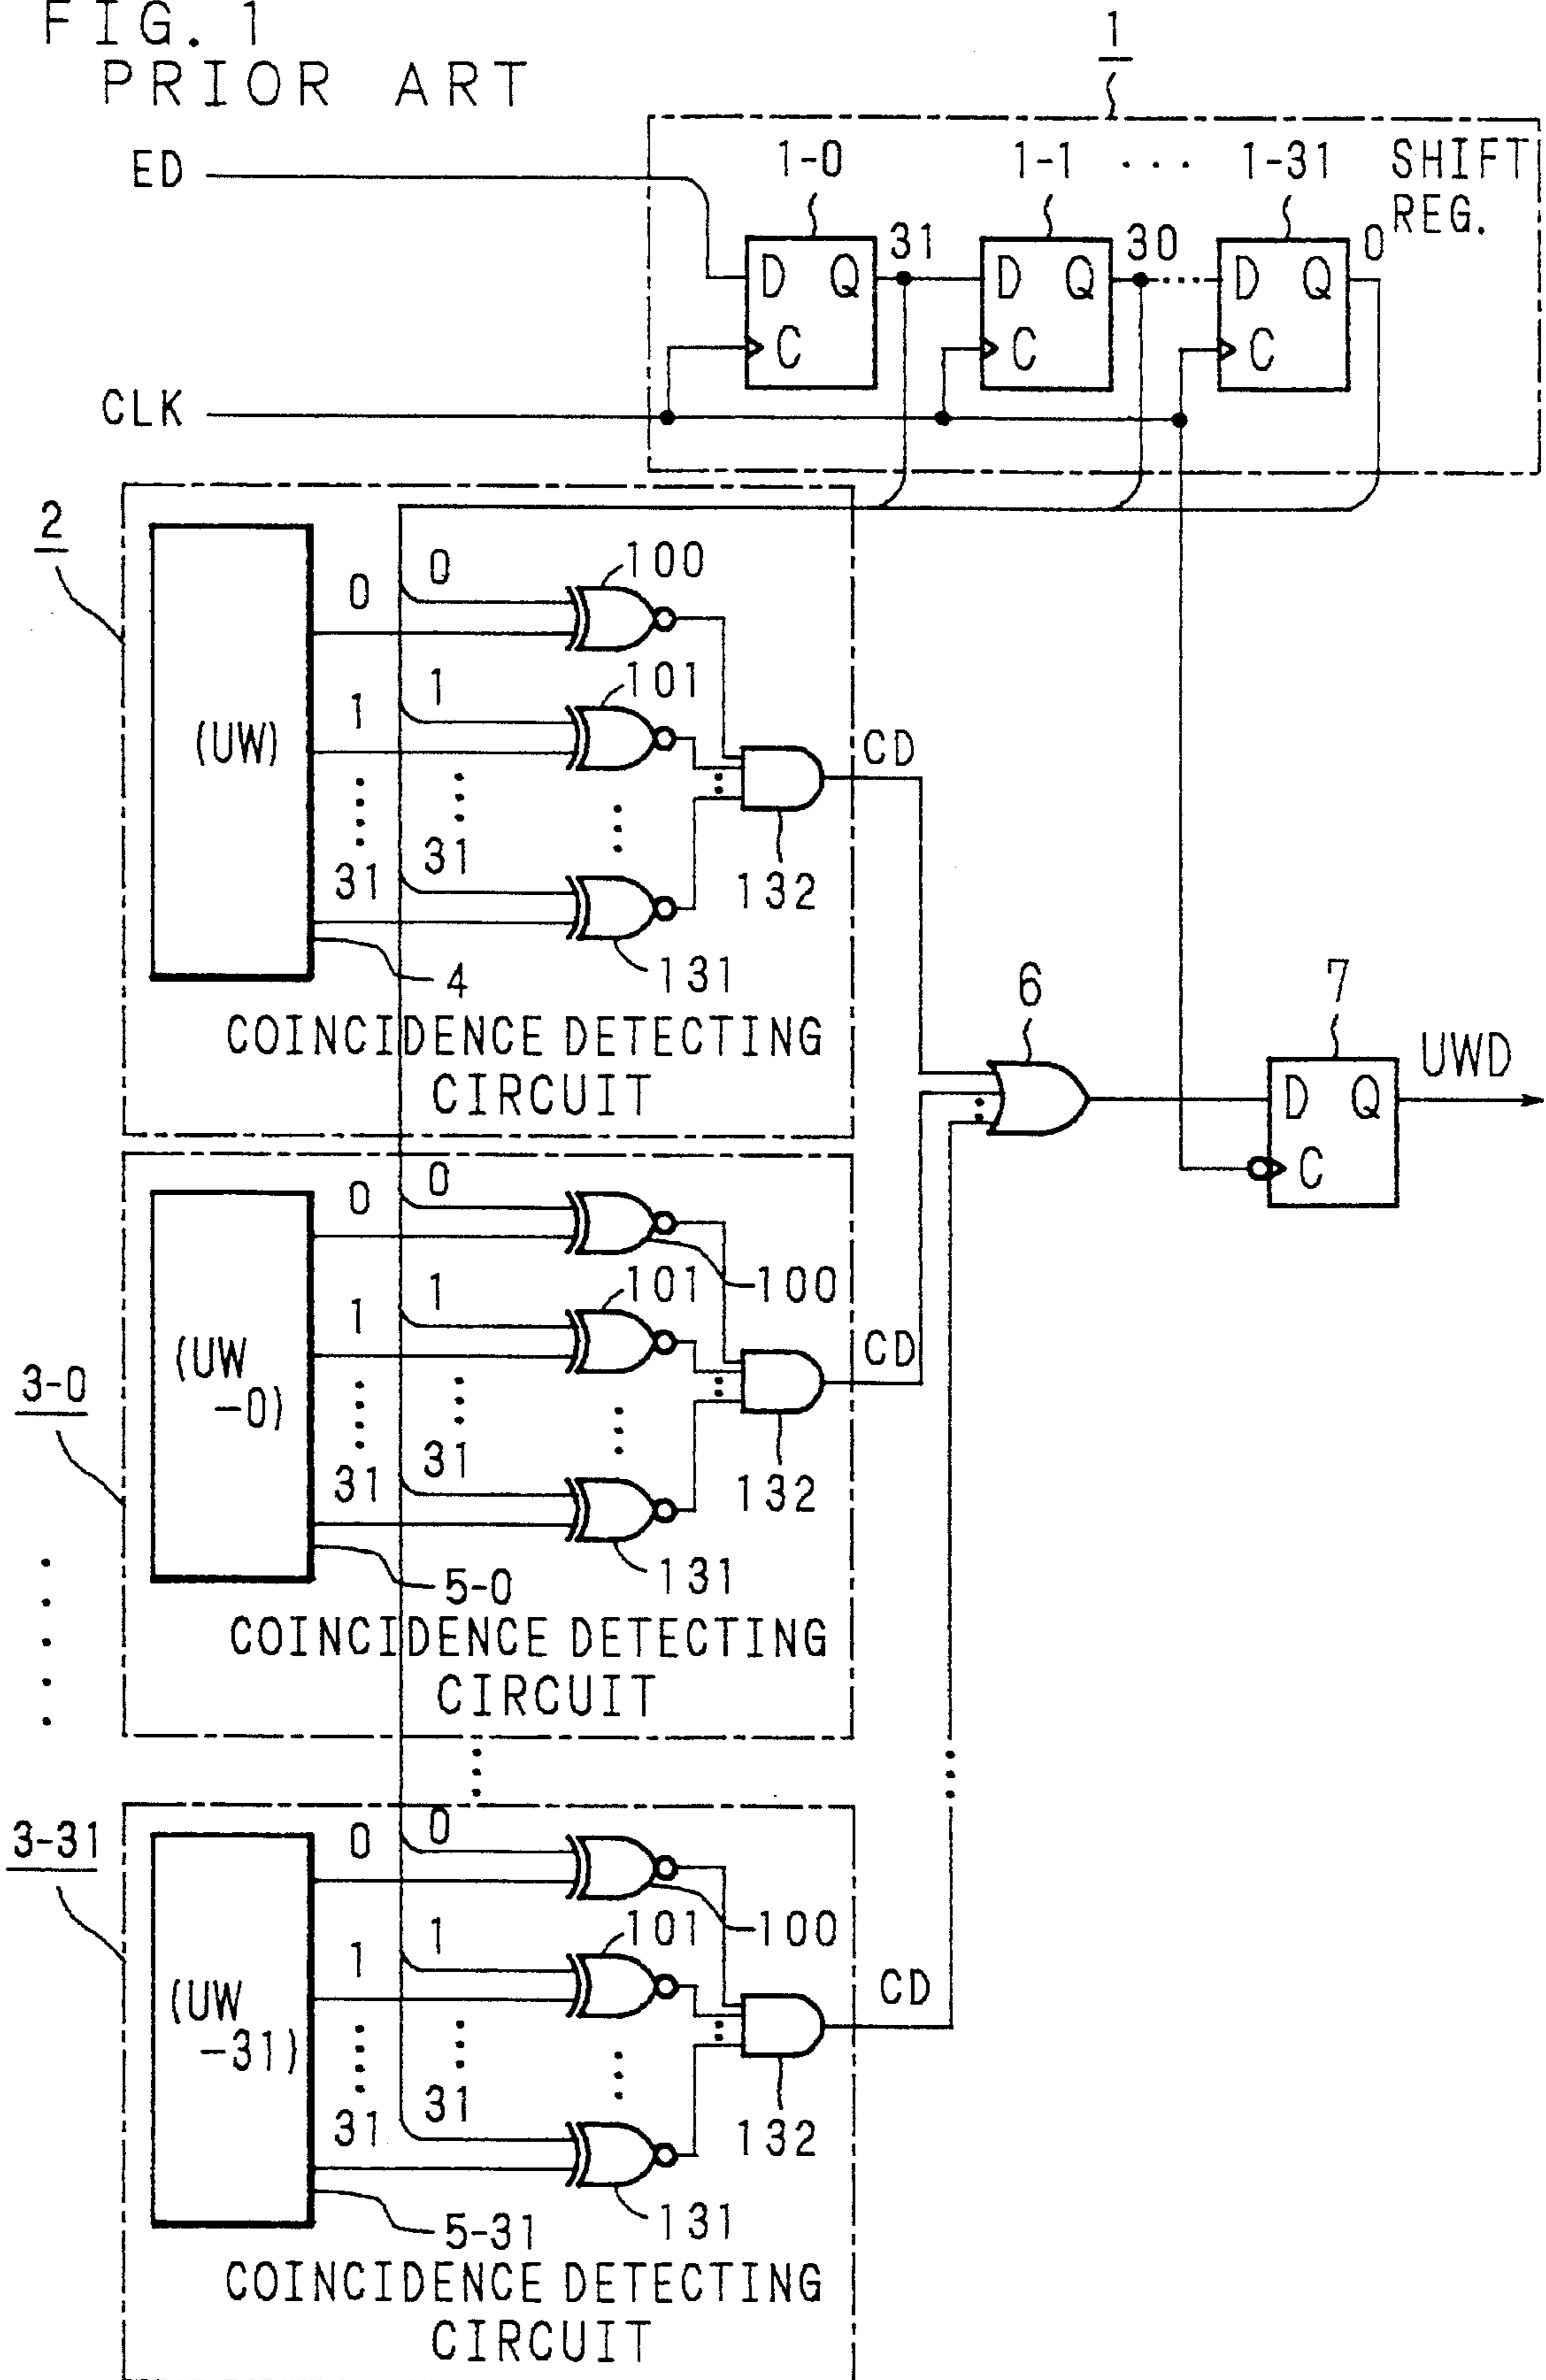 FIG. 1
PRIOR ART
1
ED
1-0
1-1 ... 1-31
SHIFT
REG.
31
30
0
D Q
D Q
D Q
C
C
C
CLK
2
0
0
100
1
1
101
(UW)
CD
31
31
132
4
131
COINCIDENCE DETECTING
CIRCUIT
6
7
UWD
D Q
C
0
0
100
1
1
101
(UW
-0)
CD
3-0
31
31
132
5-0
131
COINCIDENCE DETECTING
CIRCUIT
3-31
0
0
100
1
1
101
(UW
-31)
CD
31
31
132
5-31
131
COINCIDENCE DETECTING
CIRCUIT